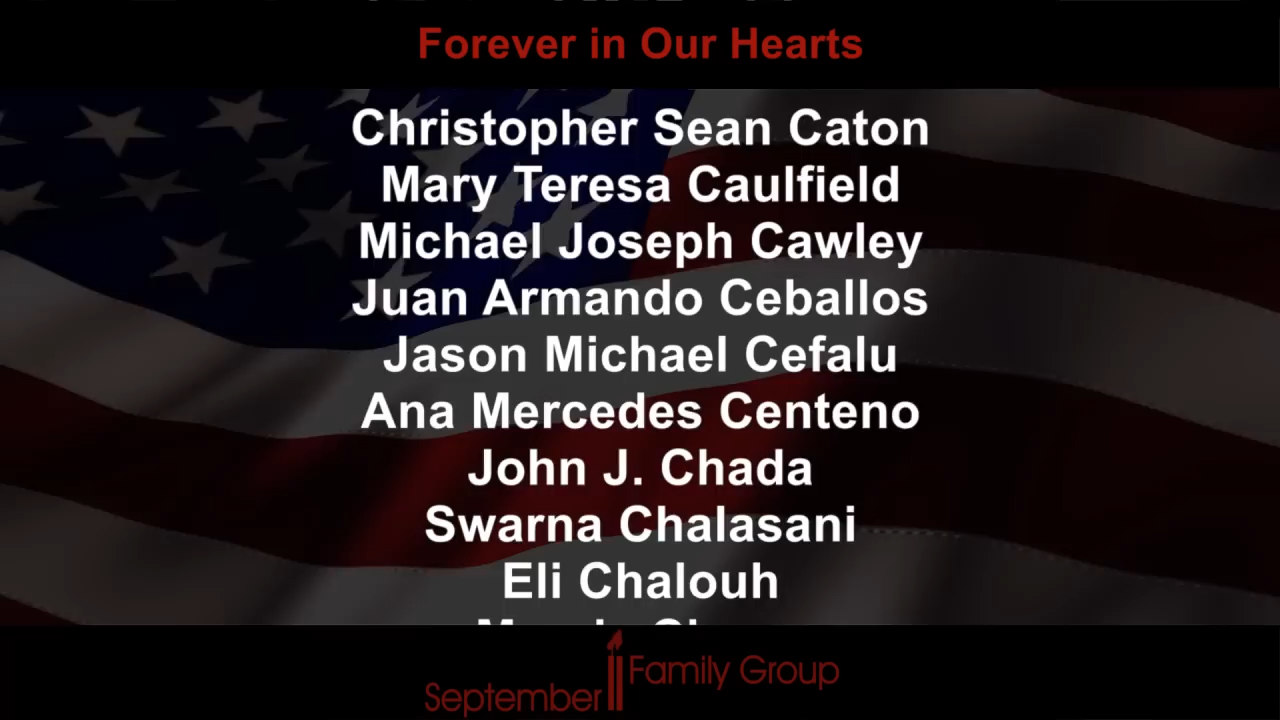 Forever in Our Hearts
Christopher Sean Caton
Mary Teresa Caulfield
Michael Joseph Cawley
Juan Armando Ceballos
Jason Michael Cefalu
Ana Mercedes Centeno
John J. Chada
Swarna Chalasani
Eli Chalouh
September 11 Family Group